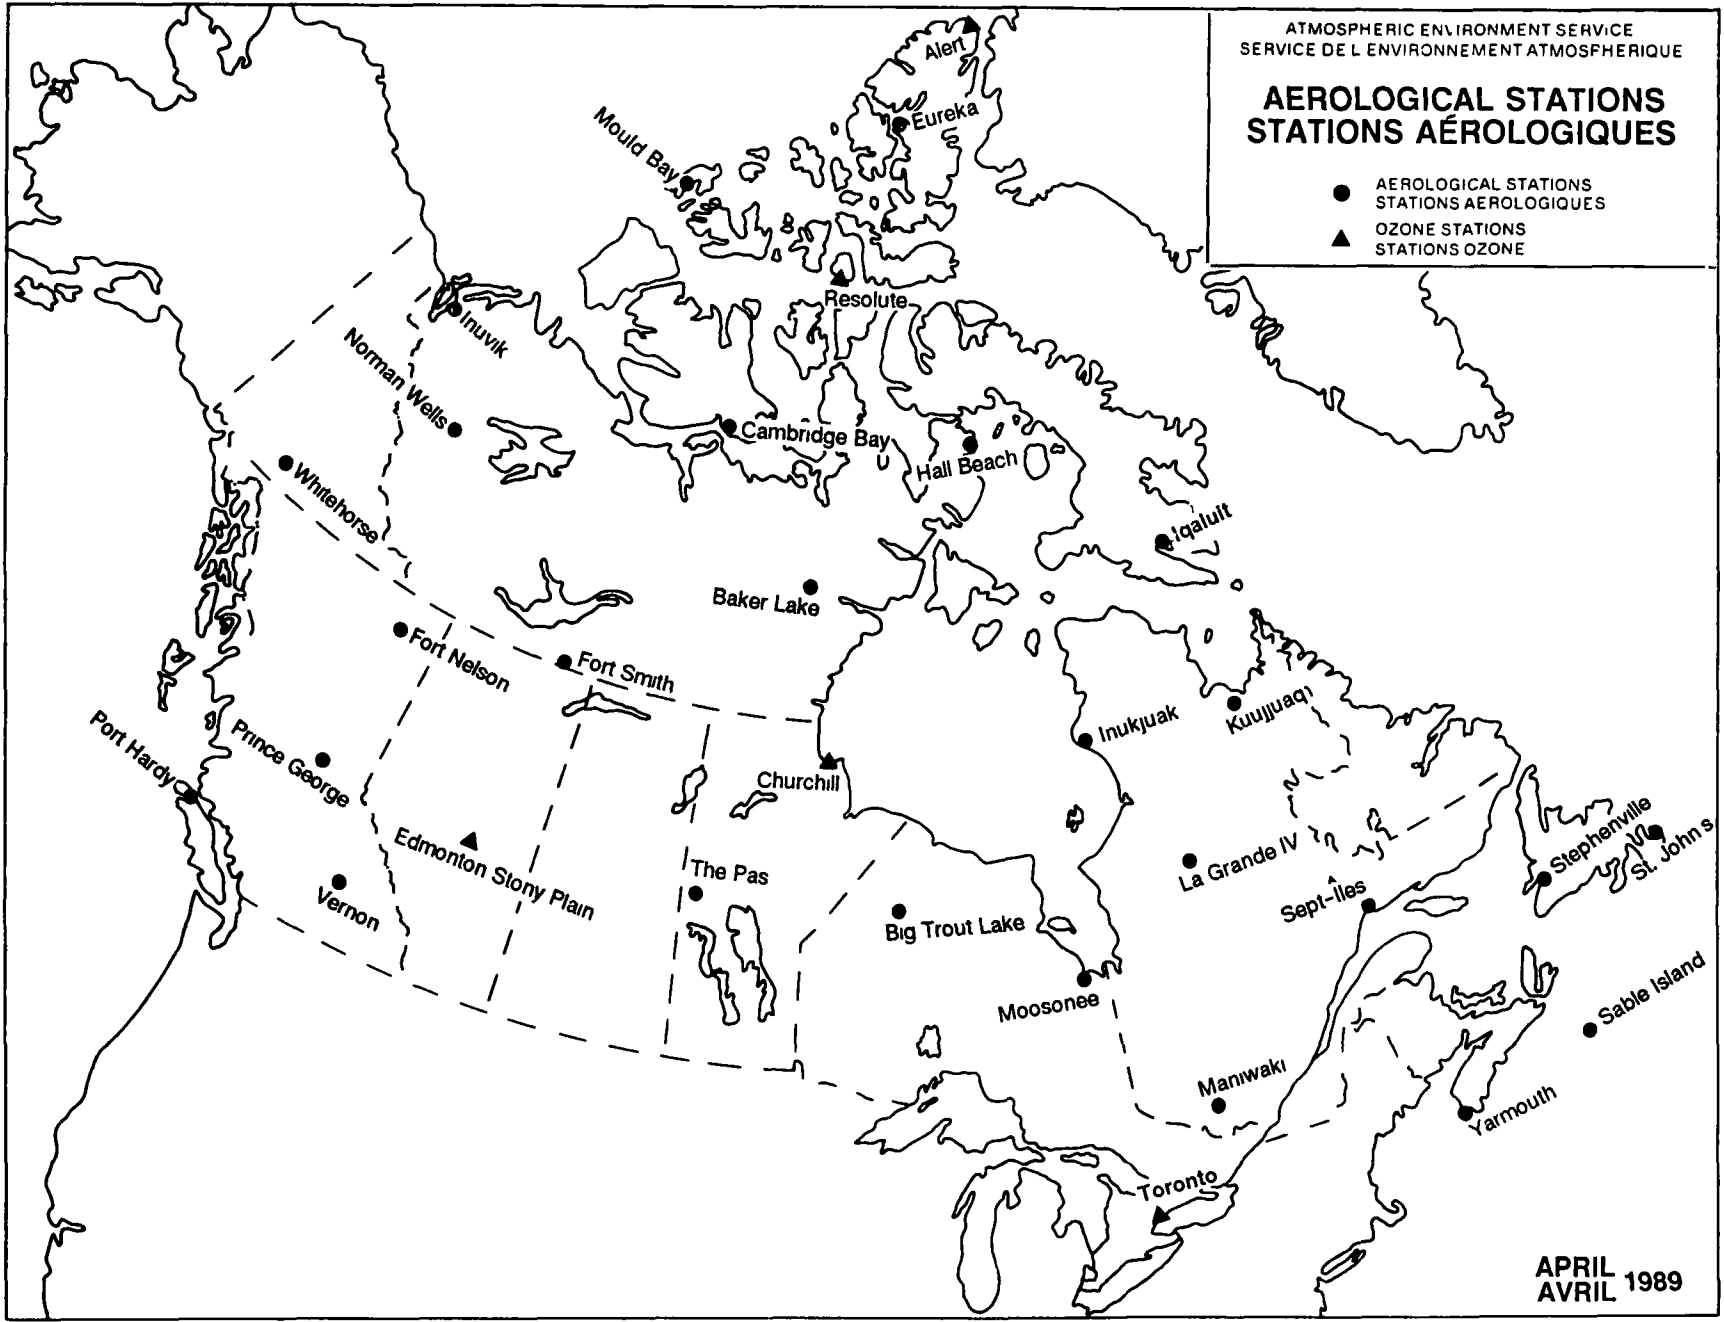 ATMOSPHERIC ENVIRONMENT SERVICE
SERVICE DE L ENVIRONNEMENT ATMOSPHERIQUE
AEROLOGICAL STATIONS
STATIONS AÉROLOGIQUES
AEROLOGICAL STATIONS
STATIONS AEROLOGIQUES
OZONE STATIONS
STATIONS OZONE
Alert
Eureka
Mould Bay
Resolute
Inuvik
Norman Wells
Cambridge Bay
Hall Beach
Whitehorse
Iqaluit
Baker Lake
Fort Nelson
Fort Smith
Inukjuak
Kuujjuaq
Port Hardy
Prince George
Churchill
Edmonton Stony Plain
The Pas
La Grande IV
Stephenville
St. John s
Vernon
Big Trout Lake
Sept-Îles
Moosonee
Sable Island
Maniwaki
Yarmouth
Toronto
APRIL
AVRIL
1989